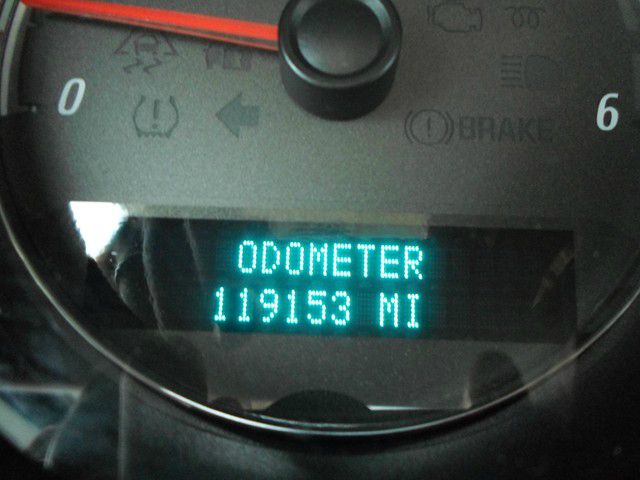 0
6
BRAKE
ODOMETER
119153 MI